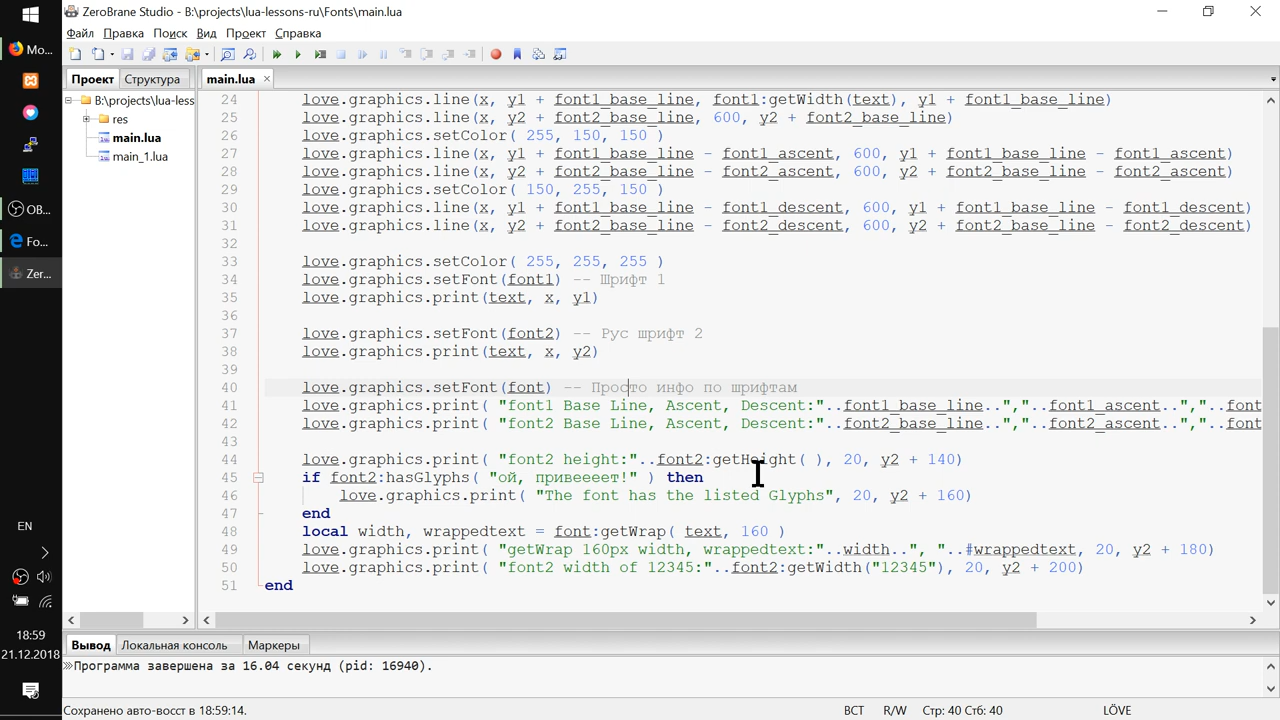 ZeroBrane Studio - B:\projects\lua-lessons-ru\Fonts\main.lua
Файл Правка Поиск Вид Проект Справка
Mo...
OB...
Fo...
Zer...
EN
18:59
21.12.2018
Проект Структура
B:\projects\lua-less
res
main.lua
main_1.lua
main.lua
24 love.graphics.line(x, y1 + font1_base_line, font1:getWidth(text), y1 + font1_base_line)
25 love.graphics.line(x, y2 + font2_base_line, 600, y2 + font2_base_line)
26 love.graphics.setColor( 255, 150, 150 )
27 love.graphics.line(x, y1 + font1_base_line - font1_ascent, 600, y1 + font1_base_line - font1_ascent)
28 love.graphics.line(x, y2 + font2_base_line - font2_ascent, 600, y2 + font2_base_line - font2_ascent)
29 love.graphics.setColor( 150, 255, 150 )
30 love.graphics.line(x, y1 + font1_base_line - font1_descent, 600, y1 + font1_base_line - font1_descent)
31 love.graphics.line(x, y2 + font2_base_line - font2_descent, 600, y2 + font2_base_line - font2_descent)
32
33 love.graphics.setColor( 255, 255, 255 )
34 love.graphics.setFont(font1) -- Шрифт 1
35 love.graphics.print(text, x, y1)
36
37 love.graphics.setFont(font2) -- Рус шрифт 2
38 love.graphics.print(text, x, y2)
39
40 love.graphics.setFont(font) -- Просто инфо по шрифтам
41 love.graphics.print( "font1 Base Line, Ascent, Descent:"..font1_base_line..","..font1_ascent..","..font
42 love.graphics.print( "font2 Base Line, Ascent, Descent:"..font2_base_line..","..font2_ascent..","..font
43
44 love.graphics.print( "font2 height:"..font2:getHeight( ), 20, y2 + 140)
45 if font2:hasGlyphs( "ой, привеееет!" ) then
46 love.graphics.print( "The font has the listed Glyphs", 20, y2 + 160)
47 end
48 local width, wrappedtext = font:getWrap( text, 160 )
49 love.graphics.print( "getWrap 160px width, wrappedtext:"..width..", "..#wrappedtext, 20, y2 + 180)
50 love.graphics.print( "font2 width of 12345:"..font2:getWidth("12345"), 20, y2 + 200)
51 end
Вывод Локальная консоль Маркеры
Программа завершена за 16.04 секунд (pid: 16940).
Сохранено авто-восст в 18:59:14.
ВСТ R/W Стр: 40 Стб: 40 LÖVE